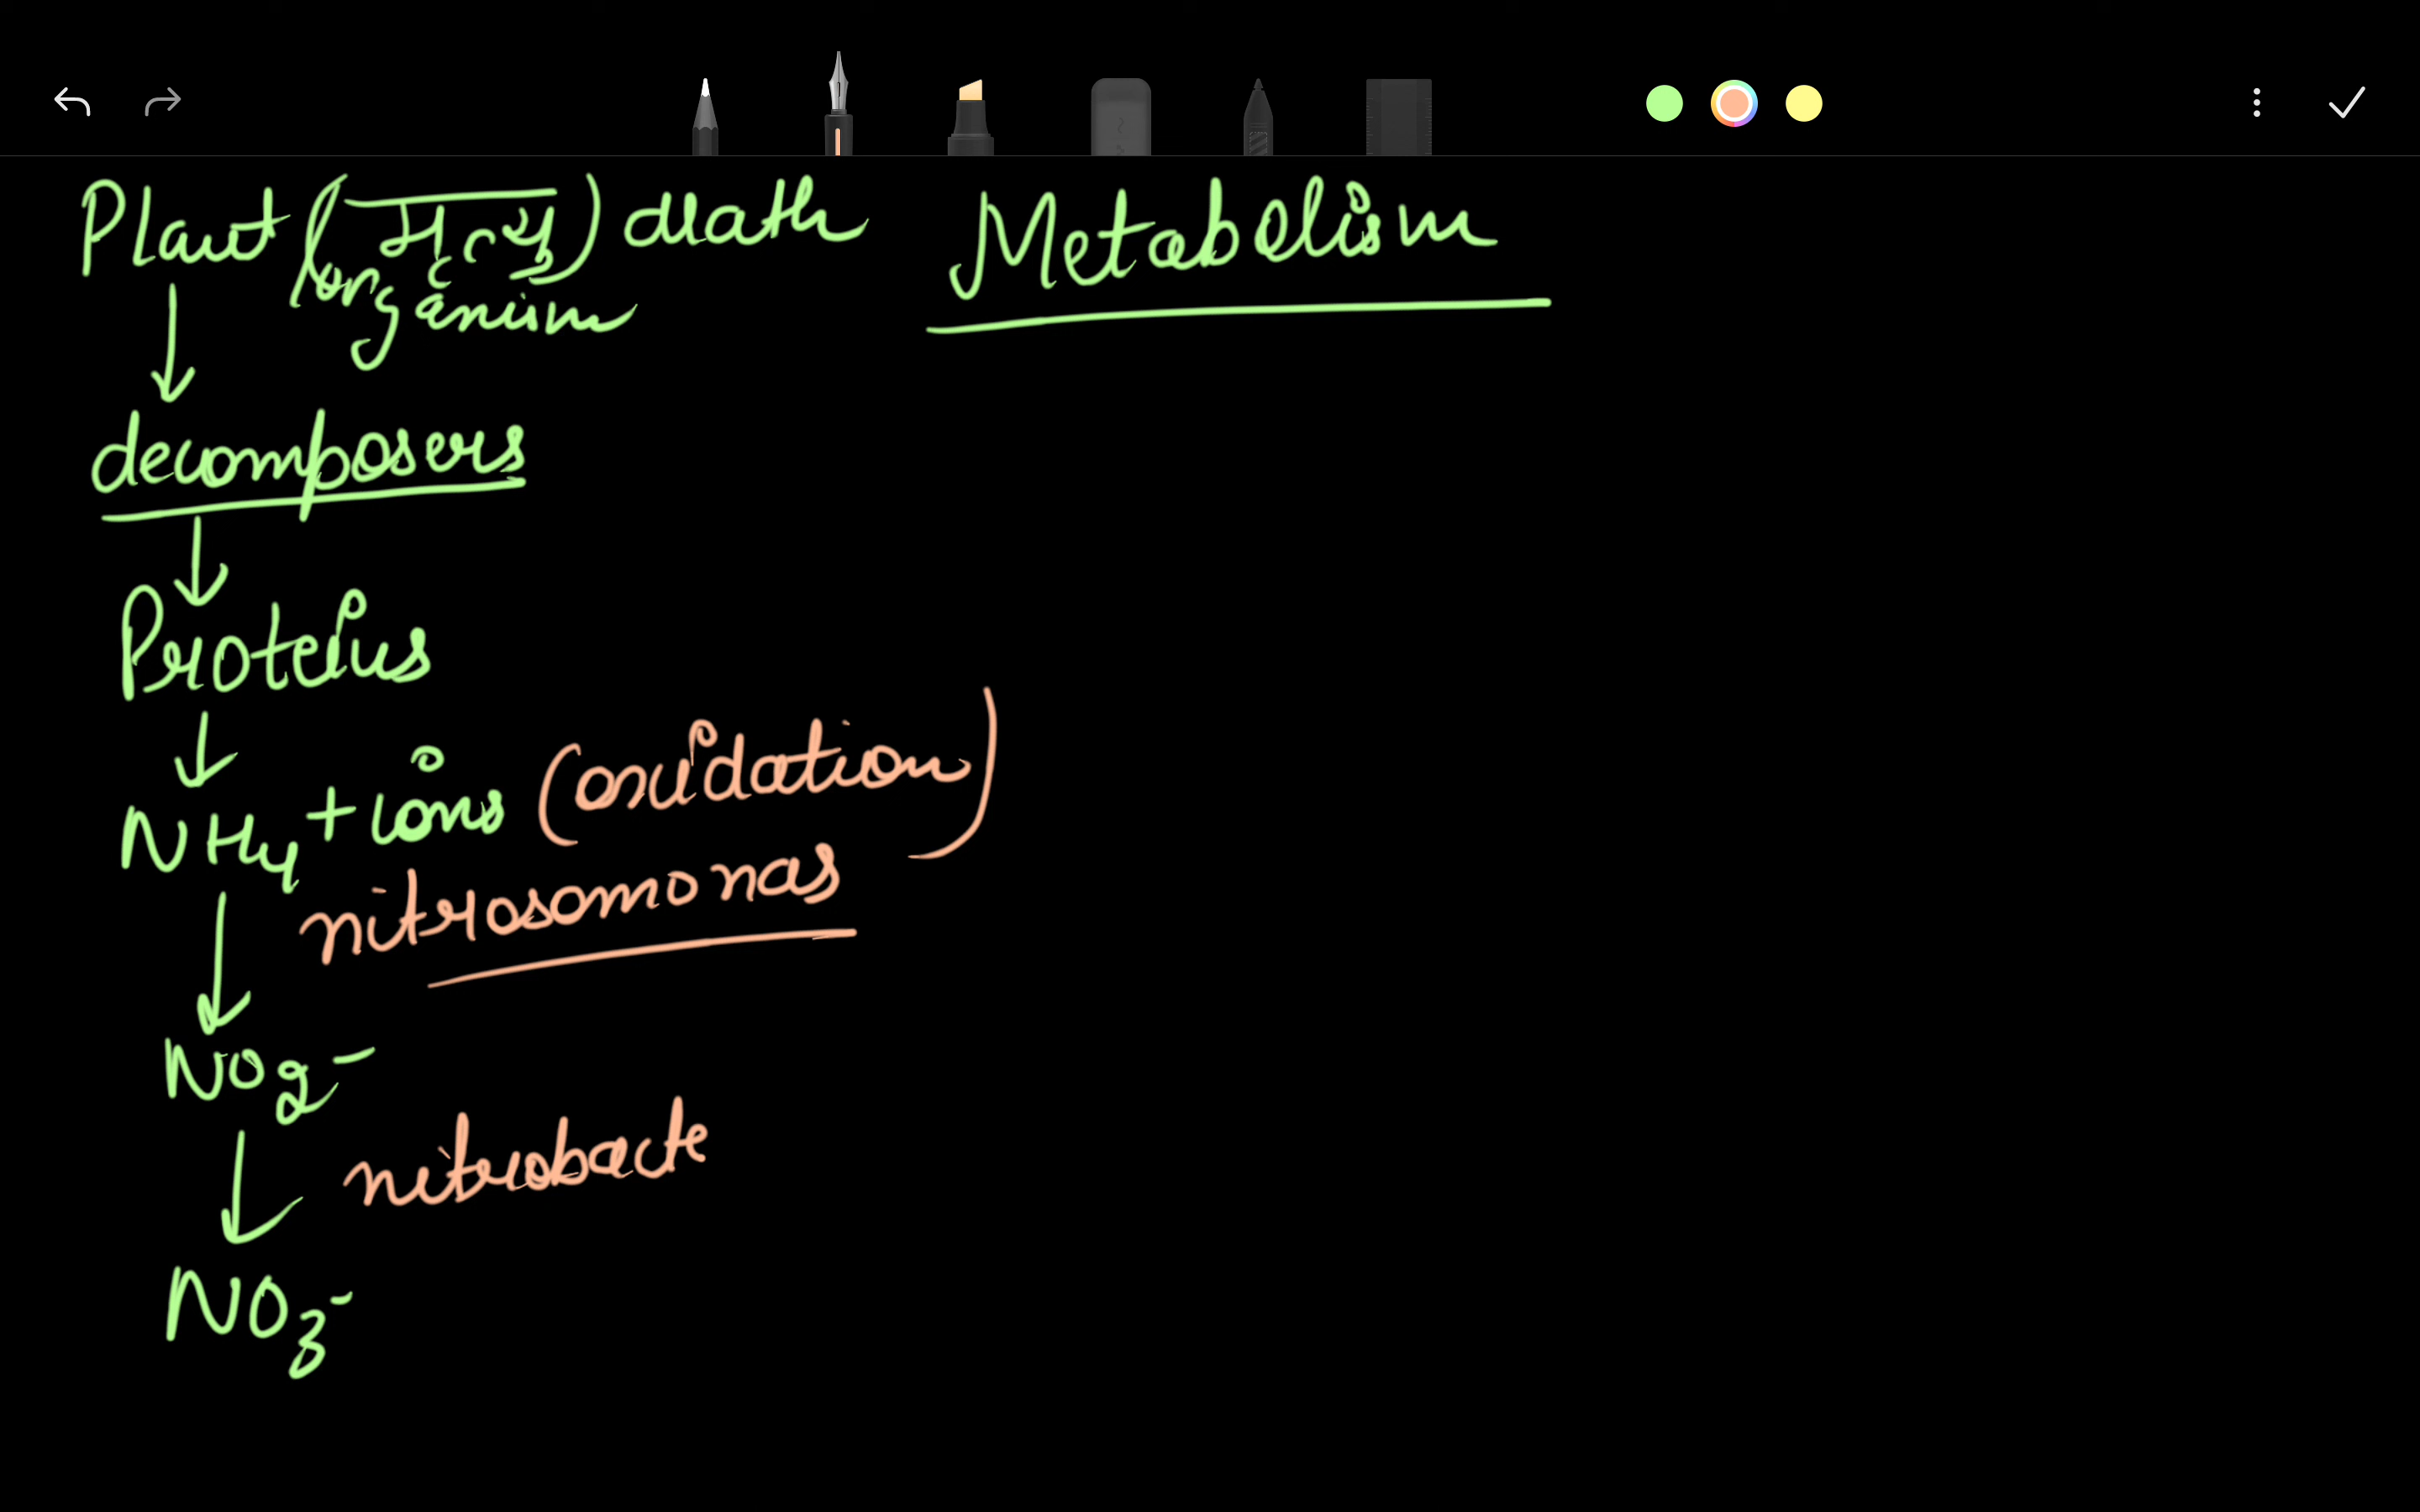 Plant (मृत्यु) death
organism
Metabolism
decomposers
Proteins
NH4+ ions (oxidation)
nitrosomonas
NO2-
nitrobacte
NO3-